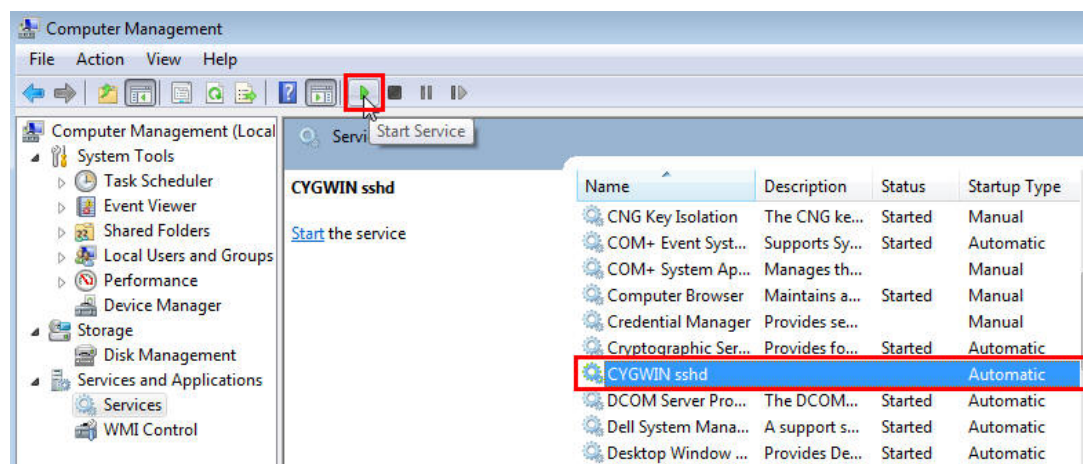 Computer Management
File Action View Help
Start Service
Computer Management (Local
System Tools
Task Scheduler
Event Viewer
Shared Folders
Local Users and Groups
Performance
Device Manager
Storage
Disk Management
Services and Applications
Services
WMI Control
Servi
CYGWIN sshd
Start the service
Name Description Status Startup Type
CNG Key Isolation The CNG ke... Started Manual
COM+ Event Syst... Supports Sy... Started Automatic
COM+ System Ap... Manages th... Manual
Computer Browser Maintains a... Started Manual
Credential Manager Provides se... Manual
Cryptographic Ser... Provides fo... Started Automatic
CYGWIN sshd Automatic
DCOM Server Pro... The DCOM... Started Automatic
Dell System Mana... A support s... Started Automatic
Desktop Window ... Provides De... Started Automatic